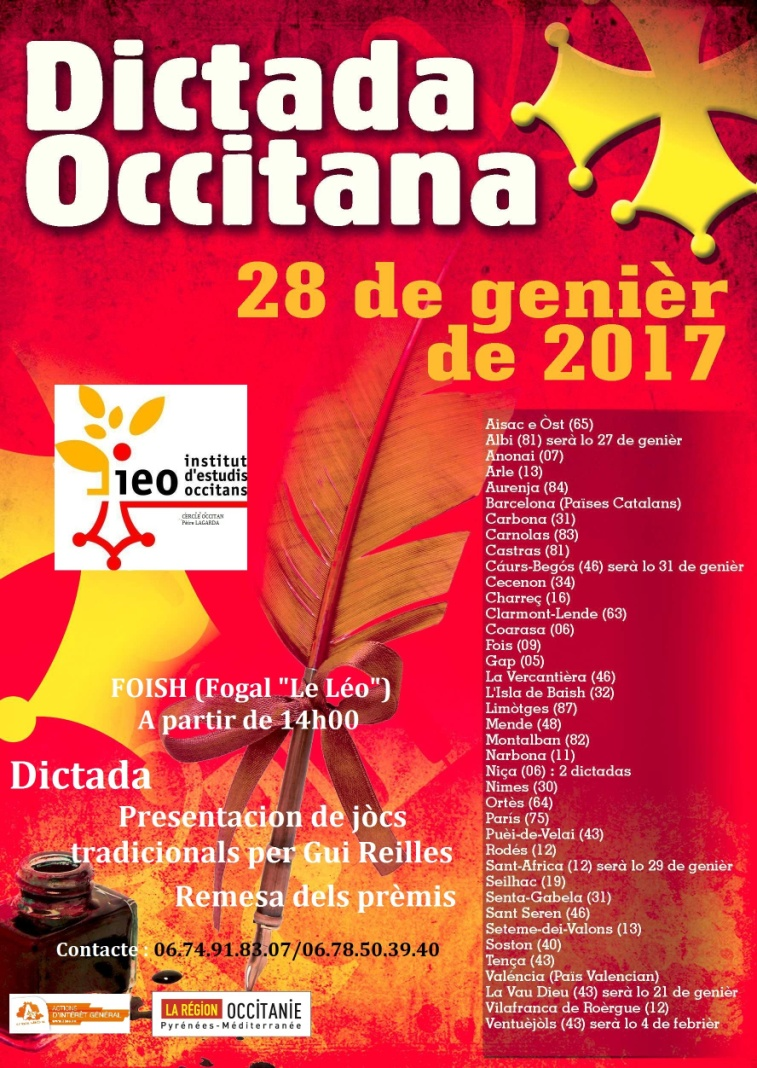 Dictada
Occitana
28 de genièr
de 2017
ieo
institut
d'estudis
occitans
CERCLE OCCITAN
Pèire LAGARDA
FOISH (Fogal "Le Léo")
A partir de 14h00
Dictada
Presentacion de jòcs
tradicionals per Gui Reilles
Remesa dels prèmis
Contacte : 06.74.91.83.07/06.78.50.39.40
ACTIONS
D'INTÉRÊT GÉNÉRAL
LA RÉGION OCCITANIE
Pyrénées-Méditerranée
Aisac e Òst (65)
Albi (81) serà lo 27 de genièr
Anonai (07)
Arle (13)
Aurenja (84)
Barcelona (Païses Catalans)
Carbona (31)
Carnolas (83)
Castras (81)
Cáurs-Begós (46) serà lo 31 de genièr
Cecenon (34)
Charreç (16)
Clarmont-Lende (63)
Coarasa (06)
Fois (09)
Gap (05)
La Vercantièra (46)
L'Isla de Baish (32)
Limòtges (87)
Mende (48)
Montalban (82)
Narbona (11)
Niça (06) : 2 dictadas
Nimes (30)
Ortès (64)
París (75)
Puèi-de-Velai (43)
Rodés (12)
Sant-Africa (12) serà lo 29 de genièr
Seilhac (19)
Senta-Gabela (31)
Sant Seren (46)
Seteme-dei-Valons (13)
Soston (40)
Tença (43)
Valéncia (Païs Valencian)
La Vau Dieu (43) serà lo 21 de genièr
Vilafranca de Roèrgue (12)
Ventuèjòls (43) serà lo 4 de febrièr